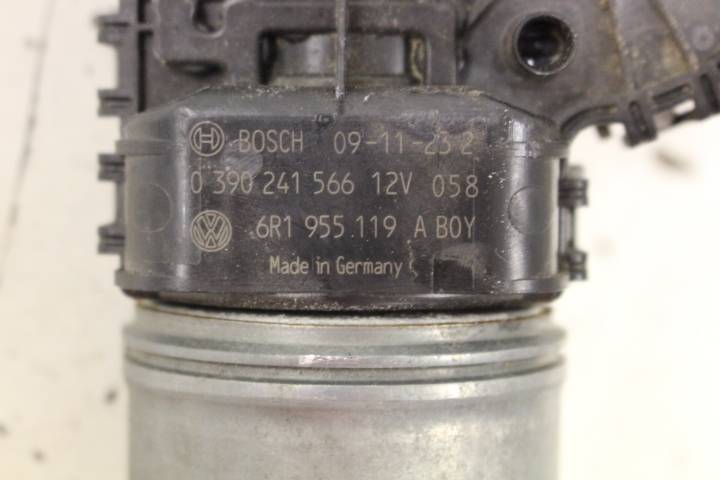 BOSCH 09-11-23 2
0 390 241 566 12V 058
6R1 955 119 A BOY
Made in Germany